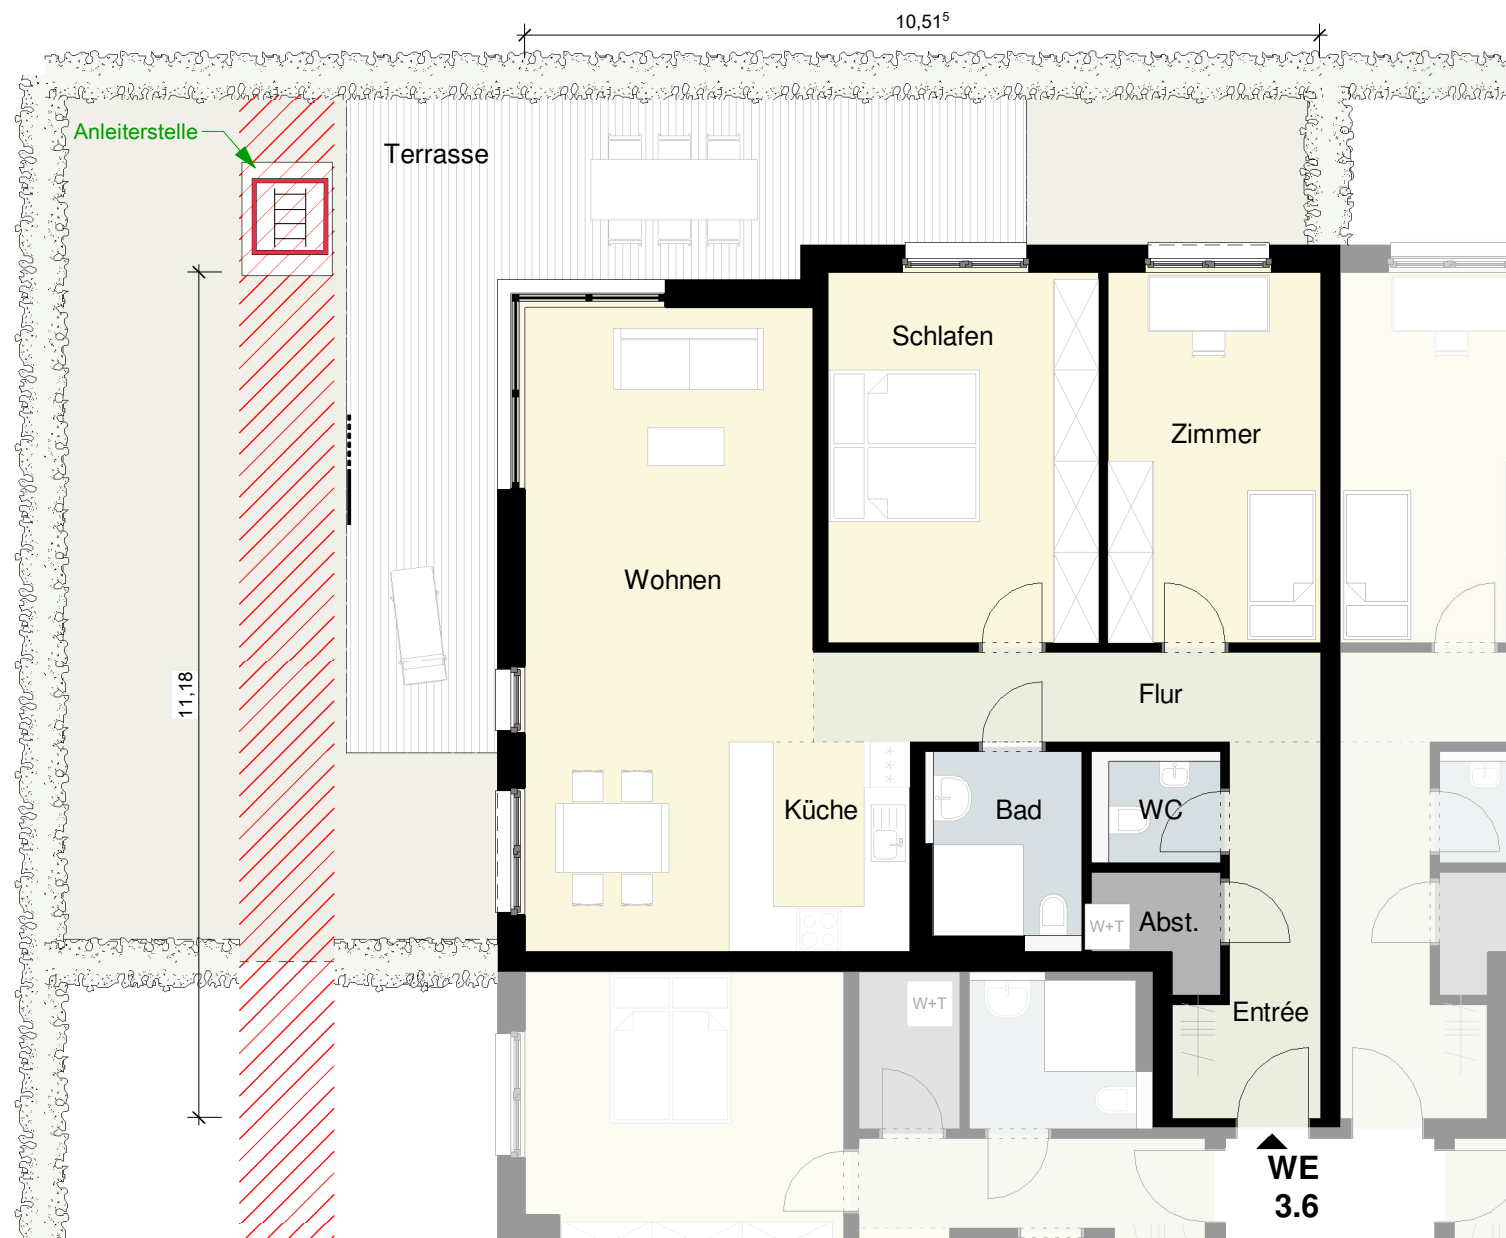 10,51⁵
Anleiterstelle
Terrasse
Schlafen
Zimmer
Wohnen
11,18
Flur
Küche
Bad
WC
W+T
Abst.
W+T
Entrée
WE
3.6